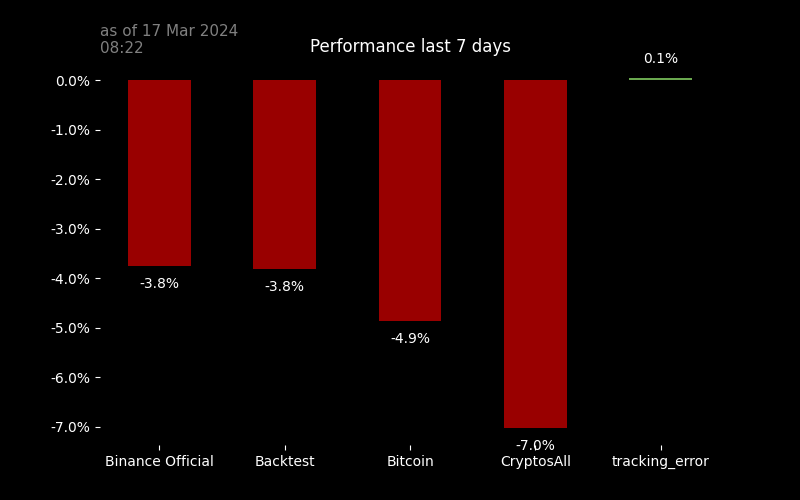 as of 17 Mar 2024
08:22
Performance last 7 days
0.1%
0.0%
-1.0%
-2.0%
-3.0%
-4.0%
-5.0%
-6.0%
-7.0%
-3.8%
-3.8%
-4.9%
-7.0%
Binance Official
Backtest
Bitcoin
CryptosAll
tracking_error